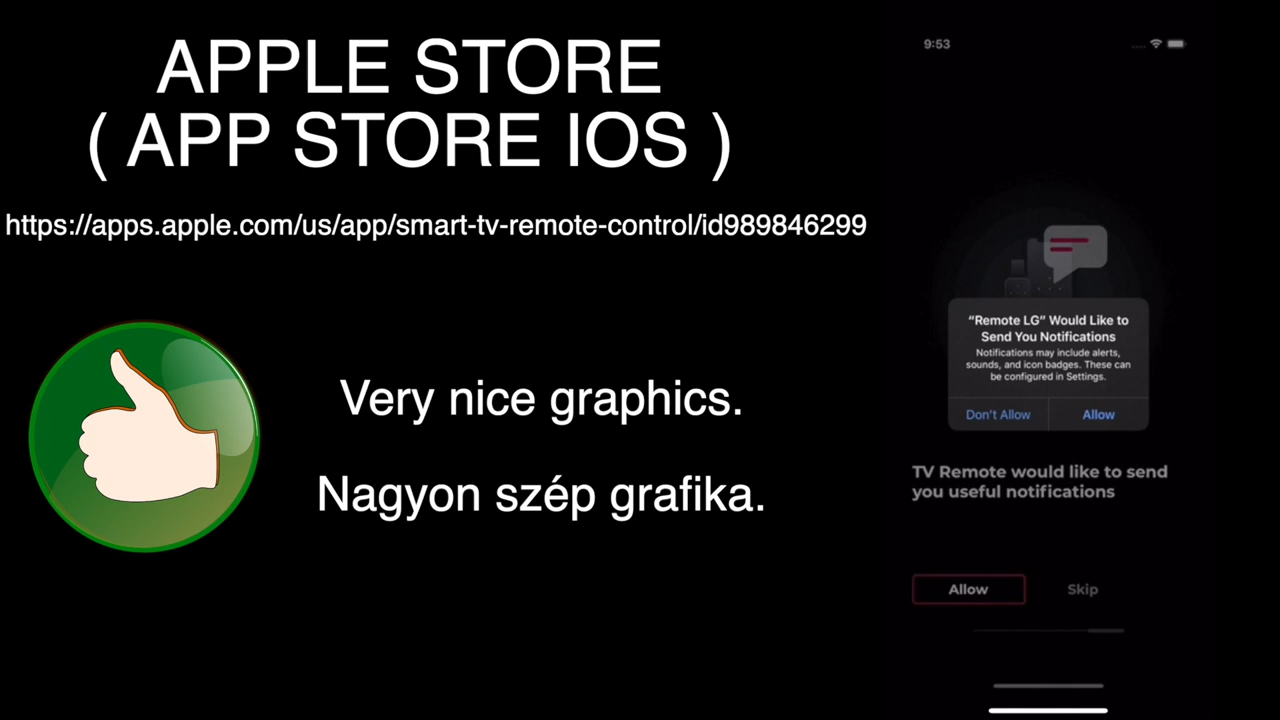 APPLE STORE
( APP STORE IOS )
https://apps.apple.com/us/app/smart-tv-remote-control/id989846299
Very nice graphics.
Nagyon szép grafika.
9:53
“Remote LG” Would Like to
Send You Notifications
Notifications may include alerts,
sounds, and icon badges. These can
be configured in Settings.
Don’t Allow
Allow
TV Remote would like to send
you useful notifications
Allow
Skip